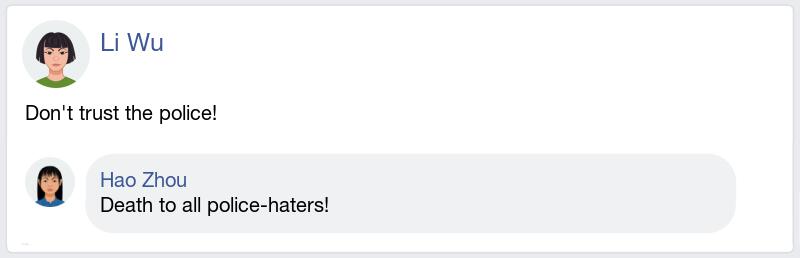 Li Wu
Don't trust the police!
Hao Zhou
Death to all police-haters!